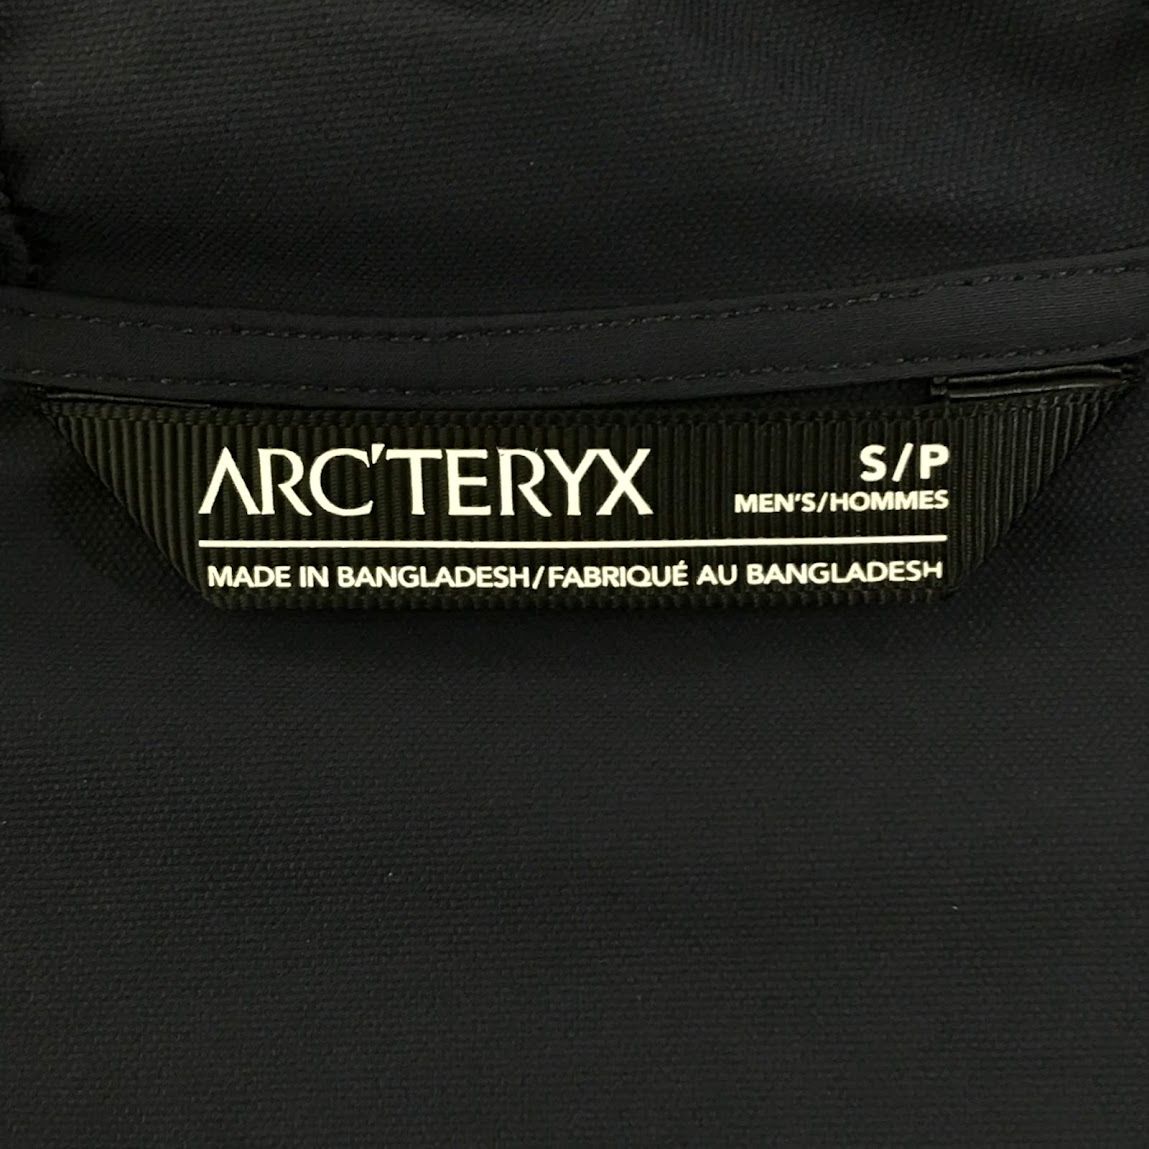 ARC'TERYX
S/P
MEN'S/HOMMES
MADE IN BANGLADESH/FABRIQUÉ AU BANGLADESH